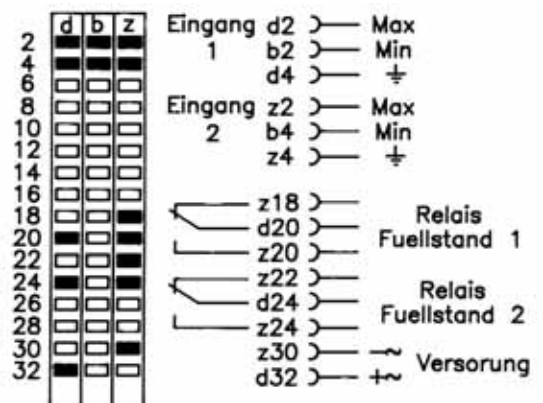 d b z
2
4
6
8
10
12
14
16
18
20
22
24
26
28
30
32
Eingang 1
d2 Max
b2 Min
d4
Eingang 2
z2 Max
b4 Min
z4
z18
d20
z20
Relais
Fuellstand 1
z22
d24
z24
Relais
Fuellstand 2
z30 -~
d32 +~
Versorung